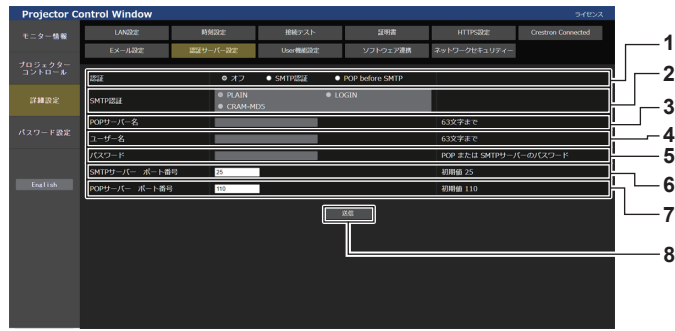 Projector Control Window ライセンス
モニター情報
プロジェクター
コントロール
詳細設定
パスワード設定
English
LAN設定 時刻設定 接続テスト 証明書 HTTPS設定 Crestron Connected
Eメール設定 認証サーバー設定 User機能設定 ソフトウェア連携 ネットワークセキュリティー
認証 オフ SMTP認証 POP before SMTP
SMTP認証 PLAIN LOGIN
CRAM-MD5
POPサーバー名 63文字まで
ユーザー名 63文字まで
パスワード POP または SMTPサーバーのパスワード
SMTPサーバー ポート番号 25 初期値 25
POPサーバー ポート番号 110 初期値 110
送信
1
2
3
4
5
6
7
8